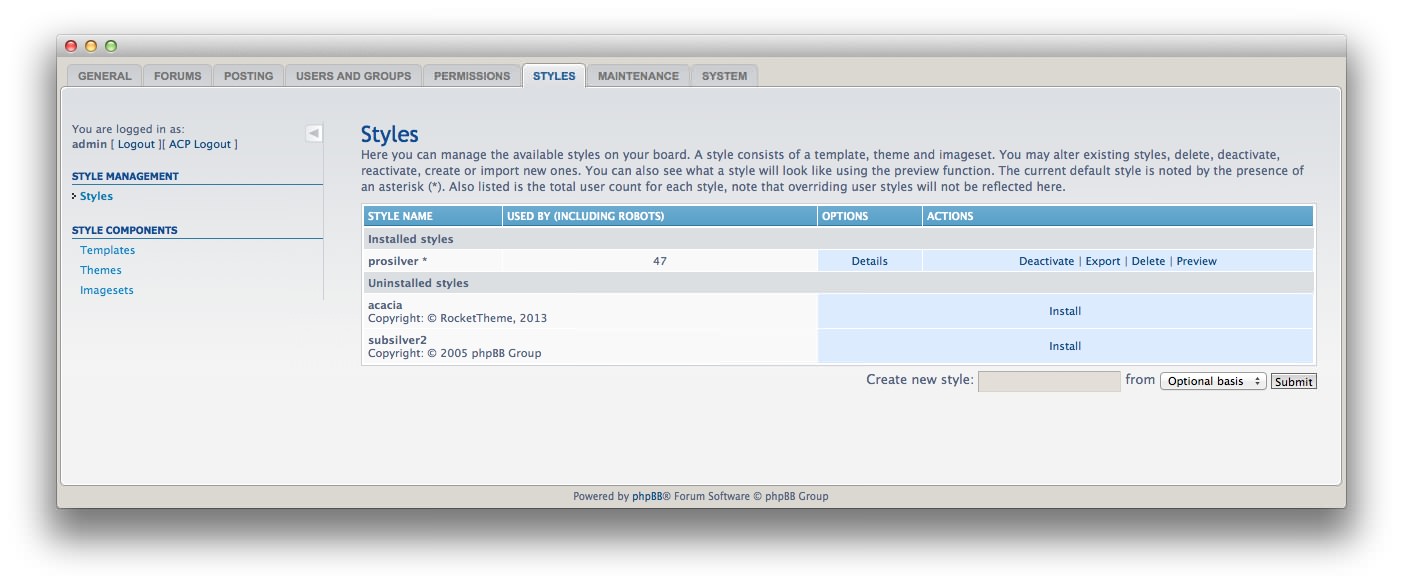 GENERAL FORUMS POSTING USERS AND GROUPS PERMISSIONS STYLES MAINTENANCE SYSTEM
You are logged in as:
admin [ Logout ][ ACP Logout ]
STYLE MANAGEMENT
Styles
STYLE COMPONENTS
Templates
Themes
Imagesets
Styles
Here you can manage the available styles on your board. A style consists of a template, theme and imageset. You may alter existing styles, delete, deactivate,
reactivate, create or import new ones. You can also see what a style will look like using the preview function. The current default style is noted by the presence of
an asterisk (*). Also listed is the total user count for each style, note that overriding user styles will not be reflected here.
STYLE NAME USED BY (INCLUDING ROBOTS) OPTIONS ACTIONS
Installed styles
prosilver * 47 Details Deactivate | Export | Delete | Preview
Uninstalled styles
acacia
Copyright: © RocketTheme, 2013
Install
subsilver2
Copyright: © 2005 phpBB Group
Install
Create new style: from Optional basis Submit
Powered by phpBB® Forum Software © phpBB Group